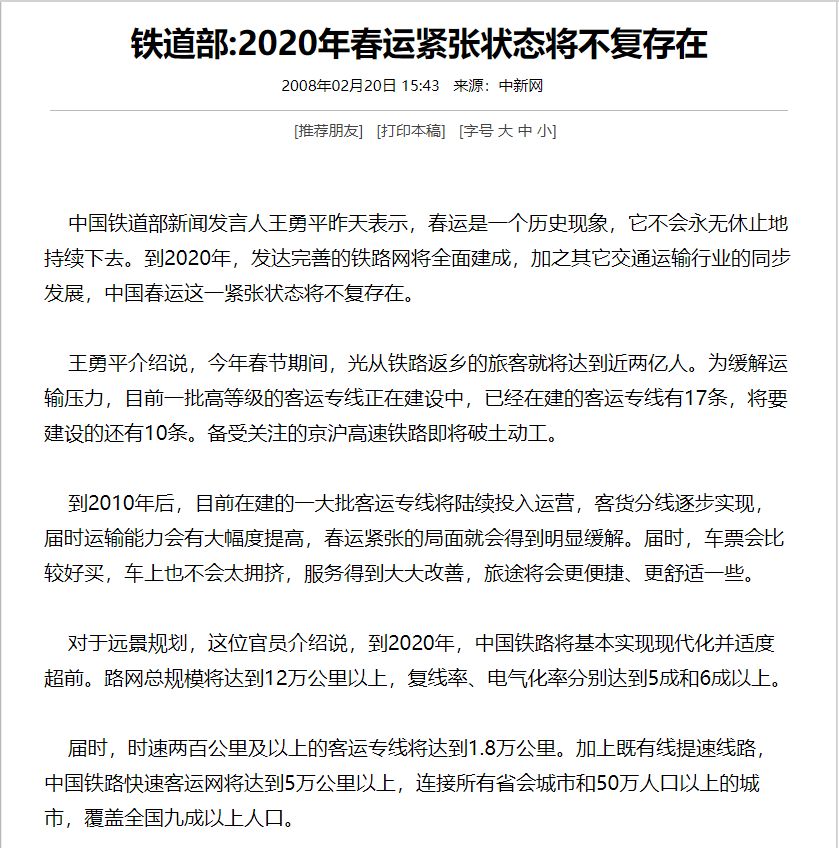 铁道部:2020年春运紧张状态将不复存在
2008年02月20日 15:43 来源：中新网
[推荐朋友] [打印本稿] [字号 大 中 小]
中国铁道部新闻发言人王勇平昨天表示，春运是一个历史现象，它不会永无休止地
持续下去。到2020年，发达完善的铁路网将全面建成，加之其它交通运输行业的同步
发展，中国春运这一紧张状态将不复存在。
王勇平介绍说，今年春节期间，光从铁路返乡的旅客就将达到近两亿人。为缓解运
输压力，目前一批高等级的客运专线正在建设中，已经在建的客运专线有17条，将要
建设的还有10条。备受关注的京沪高速铁路即将破土动工。
到2010年后，目前在建的一大批客运专线将陆续投入运营，客货分线逐步实现，
届时运输能力会有大幅度提高，春运紧张的局面就会得到明显缓解。届时，车票会比
较好买，车上也不会太拥挤，服务得到大大改善，旅途将会更便捷、更舒适一些。
对于远景规划，这位官员介绍说，到2020年，中国铁路将基本实现现代化并适度
超前。路网总规模将达到12万公里以上，复线率、电气化率分别达到5成和6成以上。
届时，时速两百公里及以上的客运专线将达到1.8万公里。加上既有线提速线路，
中国铁路快速客运网将达到5万公里以上，连接所有省会城市和50万人口以上的城
市，覆盖全国九成以上人口。